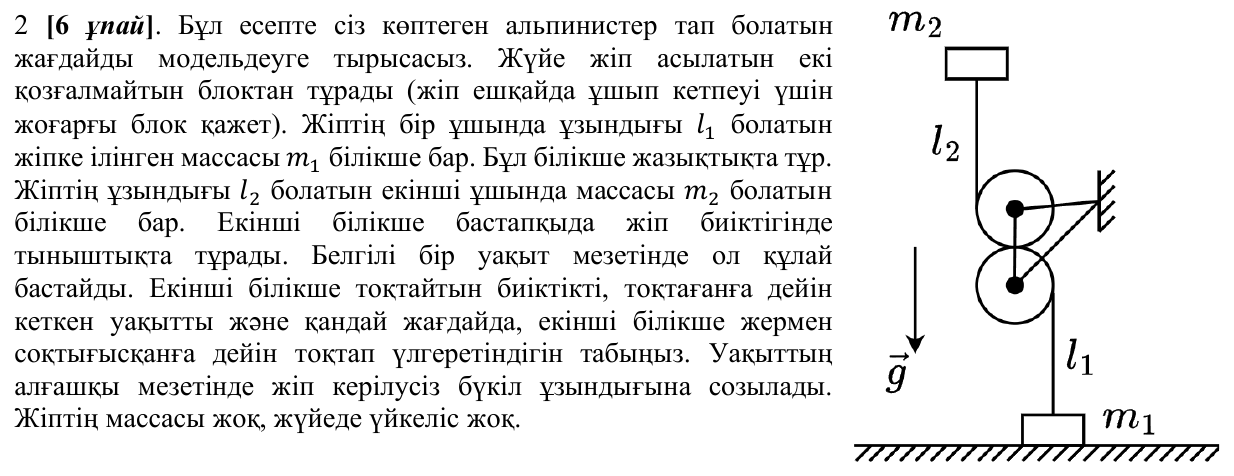 2 [6 ұпай]. Бұл есепте сіз көптеген альпинистер тап болатын
жағдайды модельдеуге тырысасыз. Жүйе жіп асылатын екі
қозғалмайтын блоктан тұрады (жіп ешқайда ұшып кетпеуі үшін
жоғарғы блок қажет). Жіптің бір ұшында ұзындығы l₁ болатын
жіпке ілінген массасы m₁ білікше бар. Бұл білікше жазықтықта тұр.
Жіптің ұзындығы l₂ болатын екінші ұшында массасы m₂ болатын
білікше бар. Екінші білікше бастапқыда жіп биіктігінде
тыныштықта тұрады. Белгілі бір уақыт мезетінде ол құлай
бастайды. Екінші білікше тоқтайтын биіктікті, тоқтағанға дейін
кеткен уақытты және қандай жағдайда, екінші білікше жермен
соқтығысқанға дейін тоқтап үлгеретіндігін табыңыз. Уақыттың
алғашқы мезетінде жіп керілусіз бүкіл ұзындығына созылады.
Жіптің массасы жоқ, жүйеде үйкеліс жоқ.
m₂
l₂
g⃗
l₁
m₁